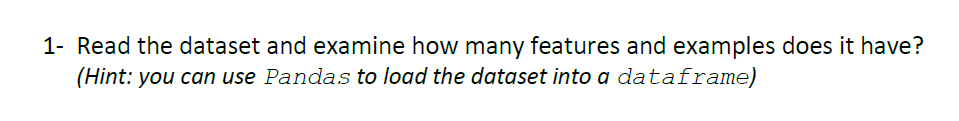 1- Read the dataset and examine how many features and examples does it have?
(Hint: you can use Pandas to load the dataset into a dataframe)